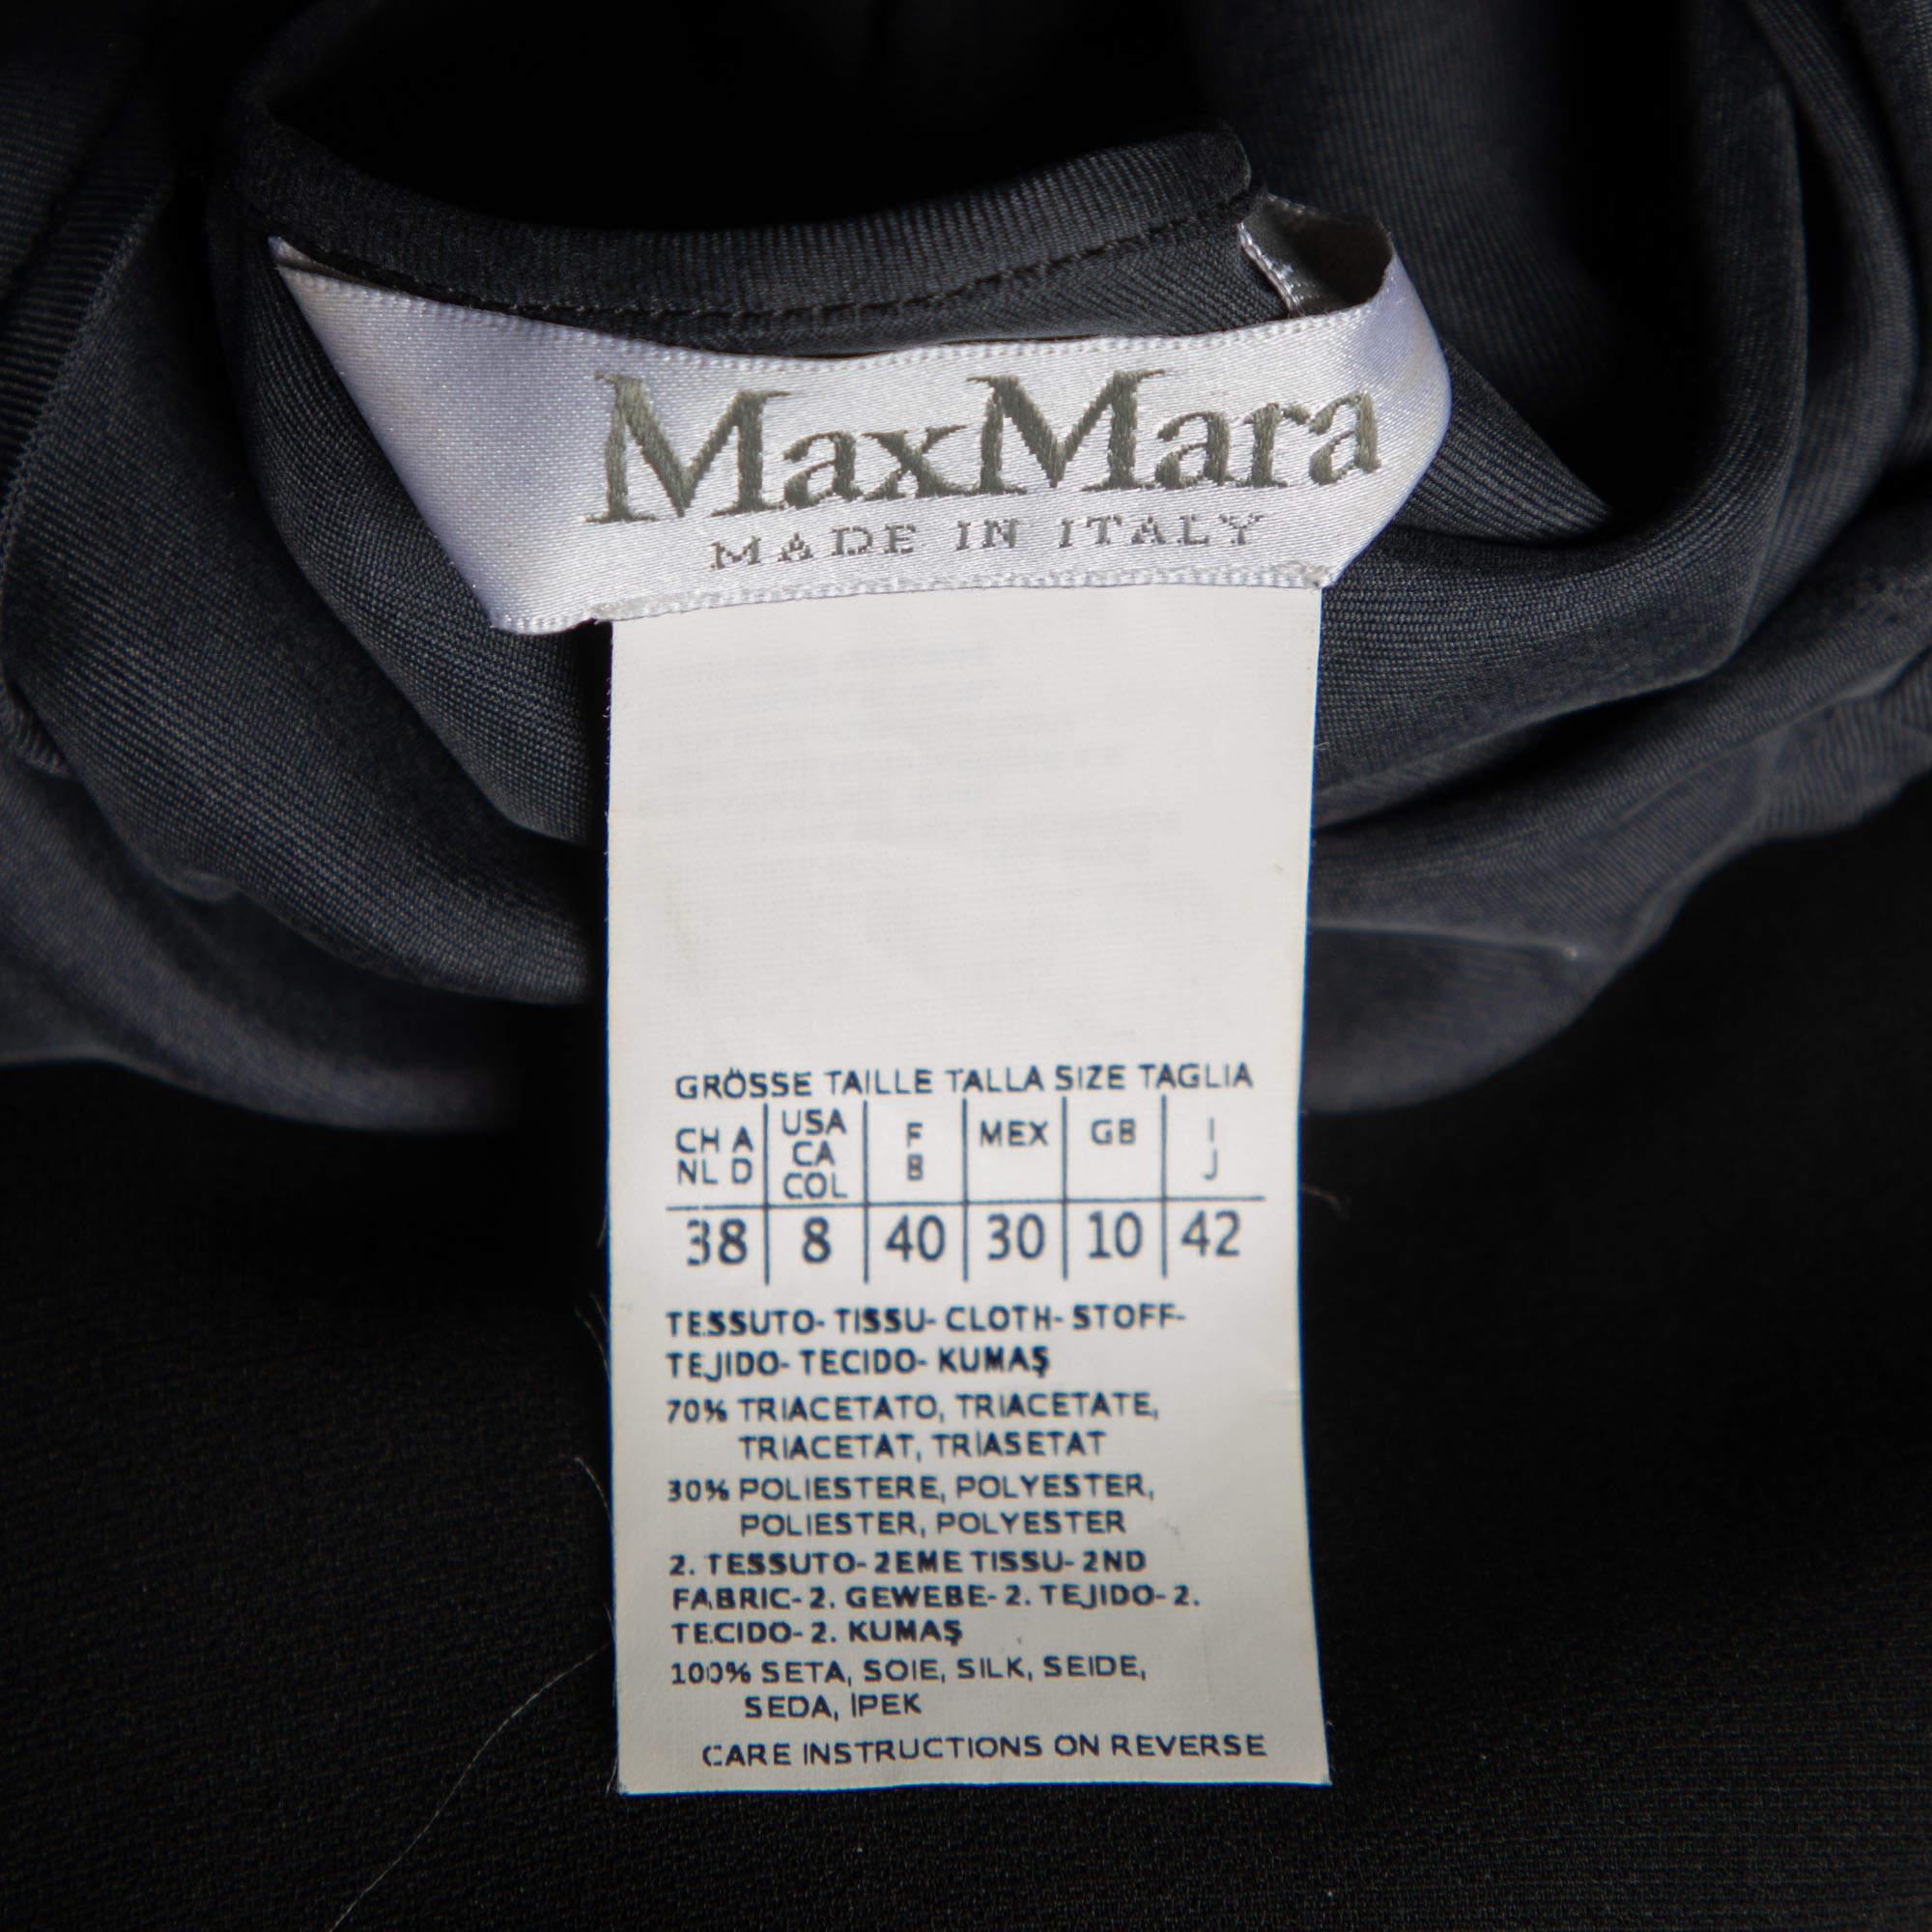 MaxMara
MADE IN ITALY
GRÖSSE TAILLE TALLA SIZE TAGLIA
CH A NL D USA CA COL F B MEX GB I J
38 8 40 30 10 42
TESSUTO- TISSU- CLOTH- STOFF-
TEJIDO- TECIDO- KUMAŞ
70% TRIACETATO, TRIACETATE,
TRIACETAT, TRİASETAT
30% POLIESTERE, POLYESTER,
POLIESTER, POLYESTER
2. TESSUTO- 2EME TISSU- 2ND
FABRIC- 2. GEWEBE- 2. TEJIDO- 2.
TECIDO- 2. KUMAŞ
100% SETA, SOIE, SILK, SEIDE,
SEDA, İPEK
CARE INSTRUCTIONS ON REVERSE